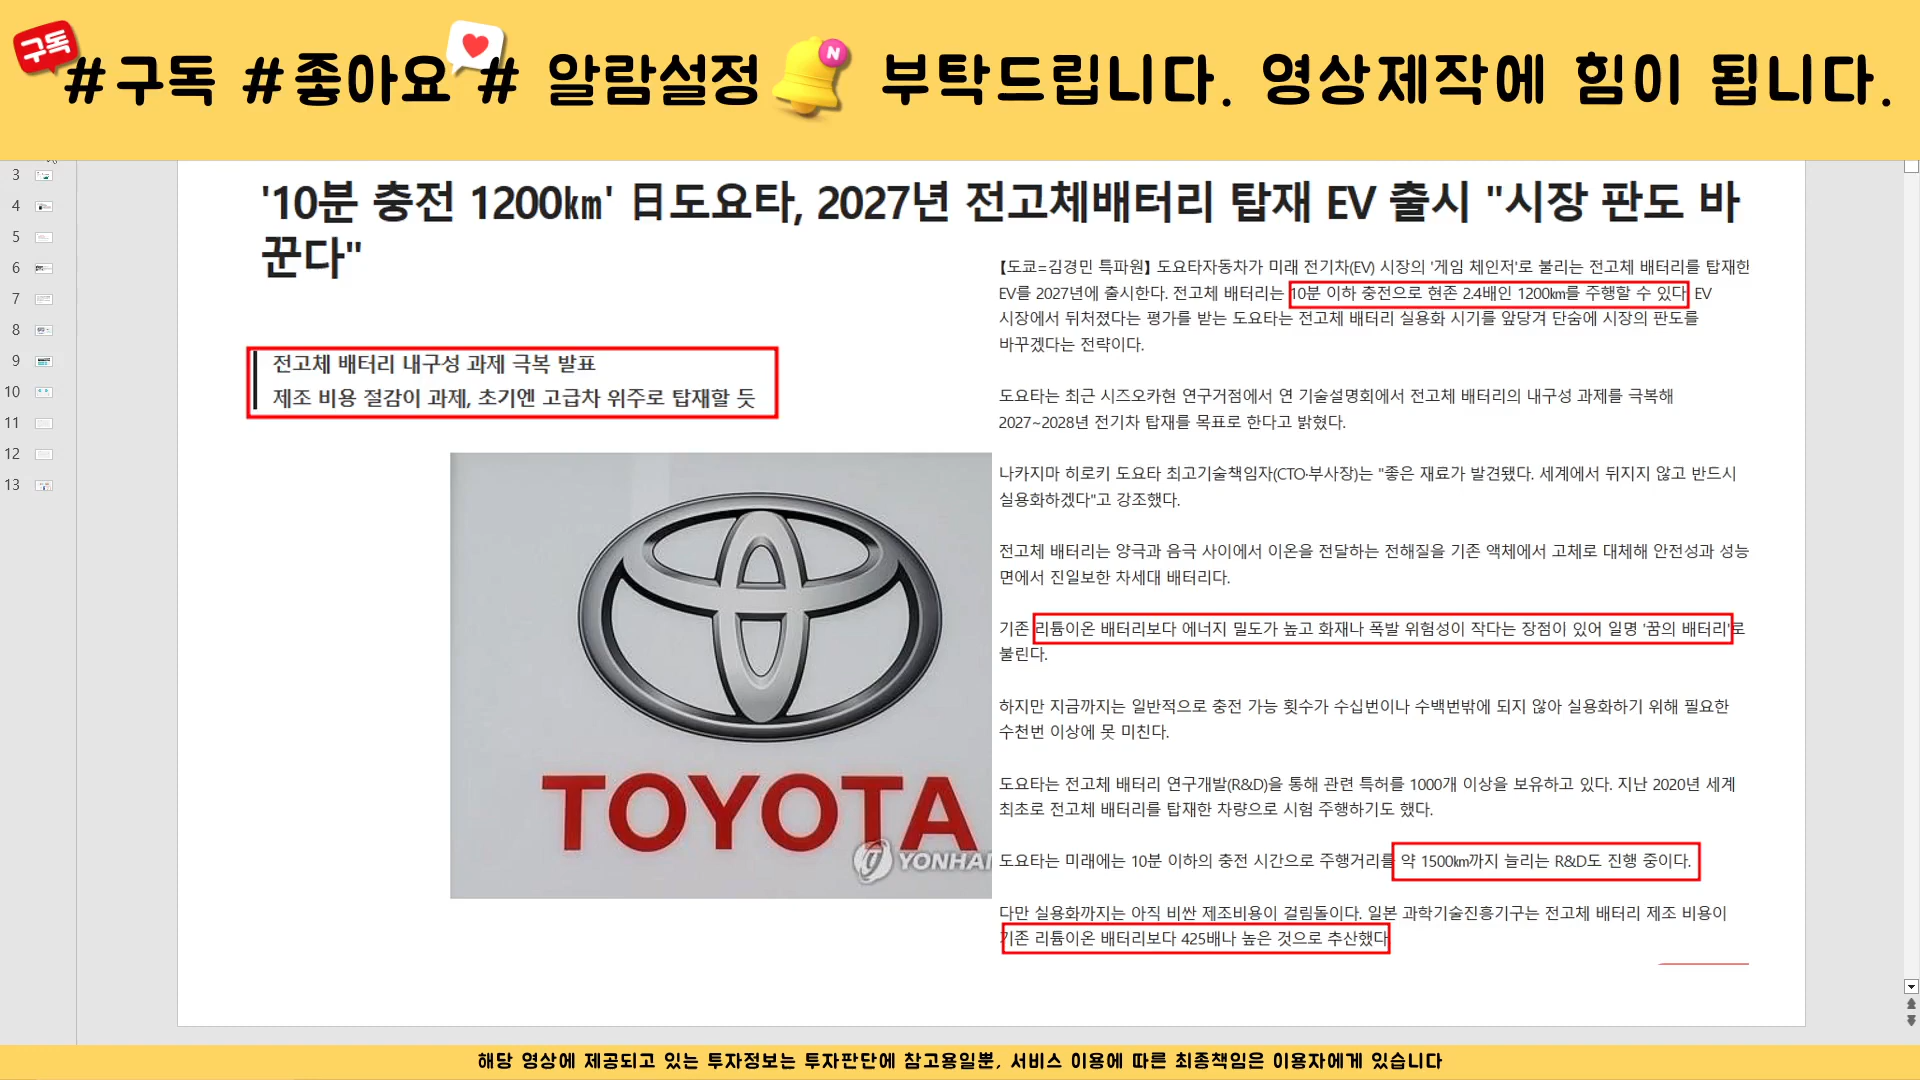 구독
#구독 #좋아요 # 알람설정 N 부탁드립니다. 영상제작에 힘이 됩니다.
3
4
5
6
7
8
9
10
11
12
13
'10분 충전 1200㎞' 日도요타, 2027년 전고체배터리 탑재 EV 출시 "시장 판도 바
꾼다"
전고체 배터리 내구성 과제 극복 발표
제조 비용 절감이 과제, 초기엔 고급차 위주로 탑재할 듯
TOYOTA
YONHA
【도쿄=김경민 특파원】 도요타자동차가 미래 전기차(EV) 시장의 '게임 체인저'로 불리는 전고체 배터리를 탑재한
EV를 2027년에 출시한다. 전고체 배터리는 10분 이하 충전으로 현존 2.4배인 1200㎞를 주행할 수 있다. EV
시장에서 뒤처졌다는 평가를 받는 도요타는 전고체 배터리 실용화 시기를 앞당겨 단숨에 시장의 판도를
바꾸겠다는 전략이다.
도요타는 최근 시즈오카현 연구거점에서 연 기술설명회에서 전고체 배터리의 내구성 과제를 극복해
2027~2028년 전기차 탑재를 목표로 한다고 밝혔다.
나카지마 히로키 도요타 최고기술책임자(CTO·부사장)는 "좋은 재료가 발견됐다. 세계에서 뒤지지 않고 반드시
실용화하겠다"고 강조했다.
전고체 배터리는 양극과 음극 사이에서 이온을 전달하는 전해질을 기존 액체에서 고체로 대체해 안전성과 성능
면에서 진일보한 차세대 배터리다.
기존 리튬이온 배터리보다 에너지 밀도가 높고 화재나 폭발 위험성이 작다는 장점이 있어 일명 '꿈의 배터리'로
불린다.
하지만 지금까지는 일반적으로 충전 가능 횟수가 수십번이나 수백번밖에 되지 않아 실용화하기 위해 필요한
수천번 이상에 못 미친다.
도요타는 전고체 배터리 연구개발(R&D)을 통해 관련 특허를 1000개 이상을 보유하고 있다. 지난 2020년 세계
최초로 전고체 배터리를 탑재한 차량으로 시험 주행하기도 했다.
도요타는 미래에는 10분 이하의 충전 시간으로 주행거리를 약 1500㎞까지 늘리는 R&D도 진행 중이다.
다만 실용화까지는 아직 비싼 제조비용이 걸림돌이다. 일본 과학기술진흥기구는 전고체 배터리 제조 비용이
기존 리튬이온 배터리보다 425배나 높은 것으로 추산했다
해당 영상에 제공되고 있는 투자정보는 투자판단에 참고용일뿐, 서비스 이용에 따른 최종책임은 이용자에게 있습니다